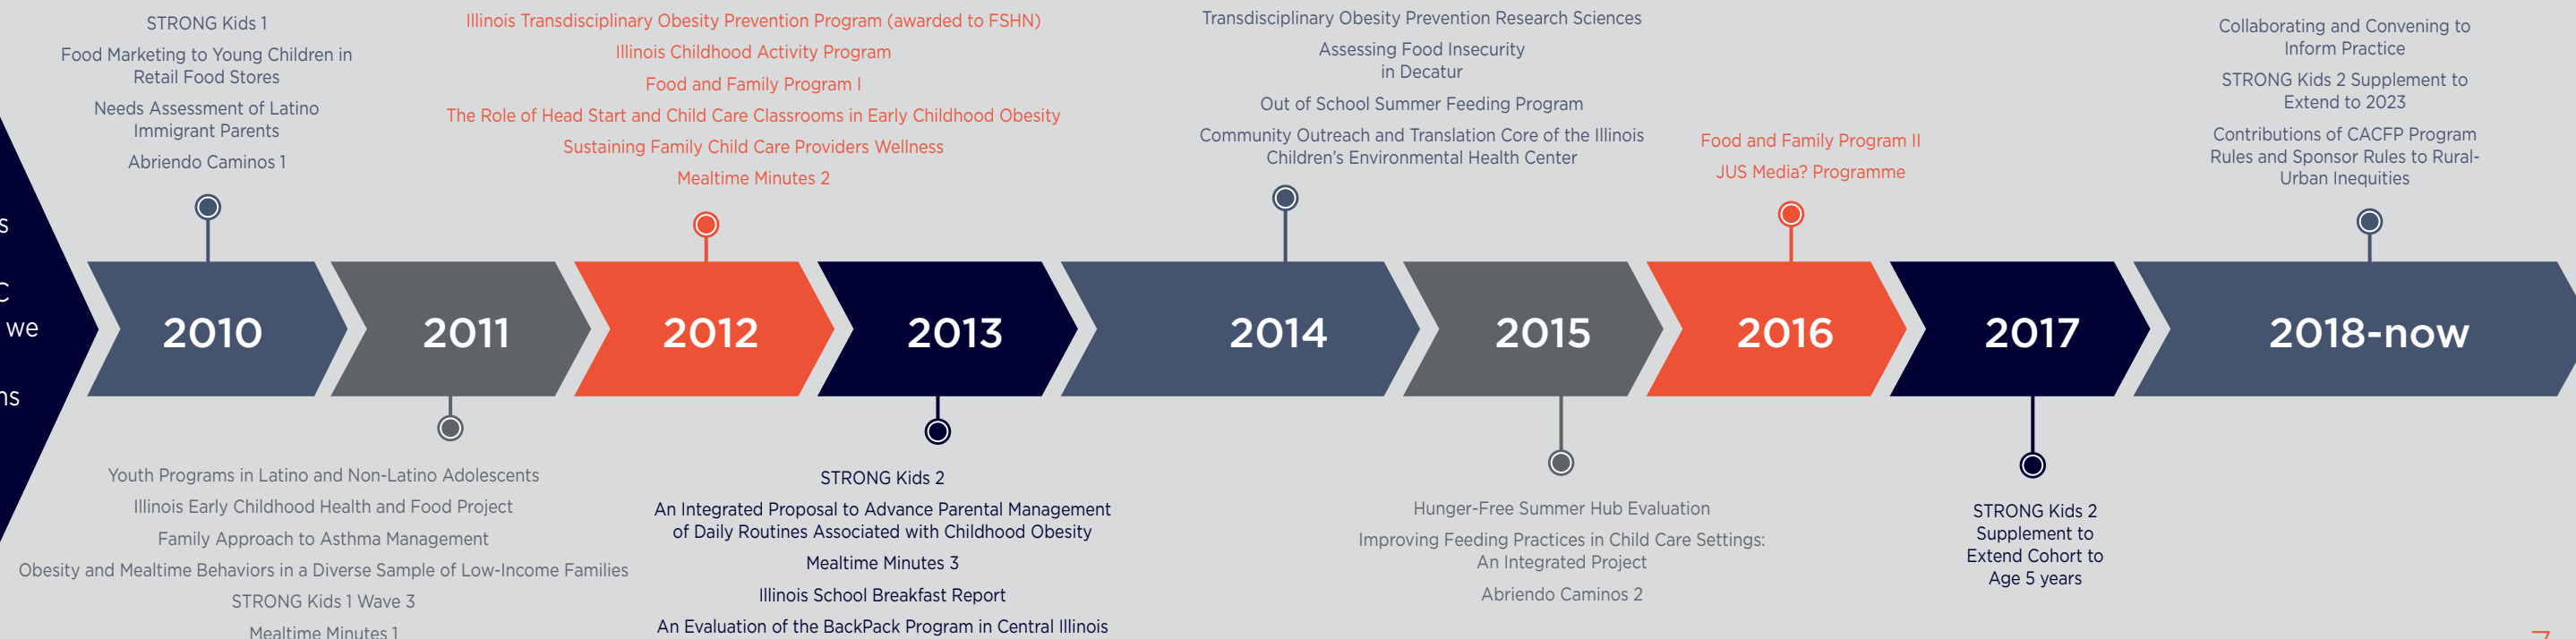 STRONG Kids 1
Food Marketing to Young Children in
Retail Food Stores
Needs Assessment of Latino
Immigrant Parents
Abriendo Caminos 1
Illinois Transdisciplinary Obesity Prevention Program (awarded to FSHN)
Illinois Childhood Activity Program
Food and Family Program I
The Role of Head Start and Child Care Classrooms in Early Childhood Obesity
Sustaining Family Child Care Providers Wellness
Mealtime Minutes 2
Transdisciplinary Obesity Prevention Research Sciences
Assessing Food Insecurity
in Decatur
Out of School Summer Feeding Program
Community Outreach and Translation Core of the Illinois
Children's Environmental Health Center
Food and Family Program II
JUS Media? Programme
Collaborating and Convening to
Inform Practice
STRONG Kids 2 Supplement to
Extend to 2023
Contributions of CACFP Program
Rules and Sponsor Rules to Rural-
Urban Inequities
we
2010
2011
2012
2013
2014
2015
2016
2017
2018-now
Youth Programs in Latino and Non-Latino Adolescents
Illinois Early Childhood Health and Food Project
Family Approach to Asthma Management
Obesity and Mealtime Behaviors in a Diverse Sample of Low-Income Families
STRONG Kids 1 Wave 3
Mealtime Minutes 1
STRONG Kids 2
An Integrated Proposal to Advance Parental Management
of Daily Routines Associated with Childhood Obesity
Mealtime Minutes 3
Illinois School Breakfast Report
An Evaluation of the BackPack Program in Central Illinois
Hunger-Free Summer Hub Evaluation
Improving Feeding Practices in Child Care Settings:
An Integrated Project
Abriendo Caminos 2
STRONG Kids 2
Supplement to
Extend Cohort to
Age 5 years